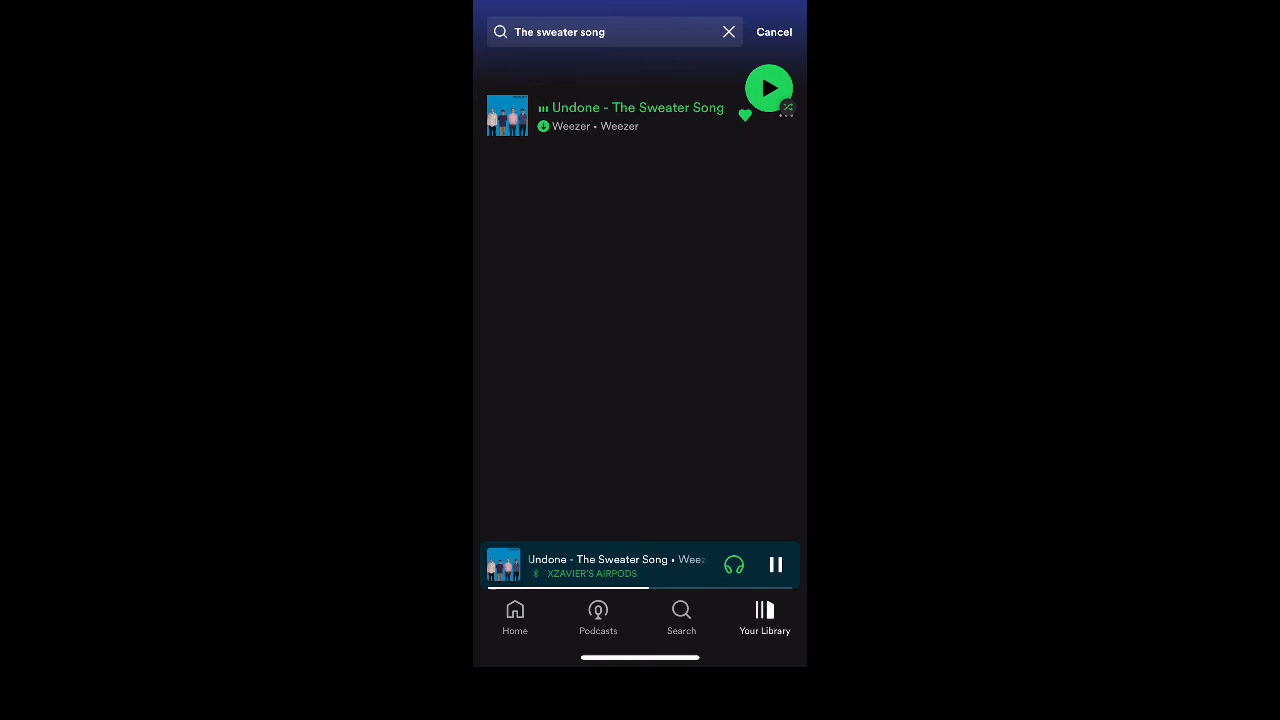 The sweater song
Cancel
Undone - The Sweater Song
Weezer • Weezer
Undone - The Sweater Song • Weez
XZAVIER'S AIRPODS
Home
Podcasts
Search
Your Library